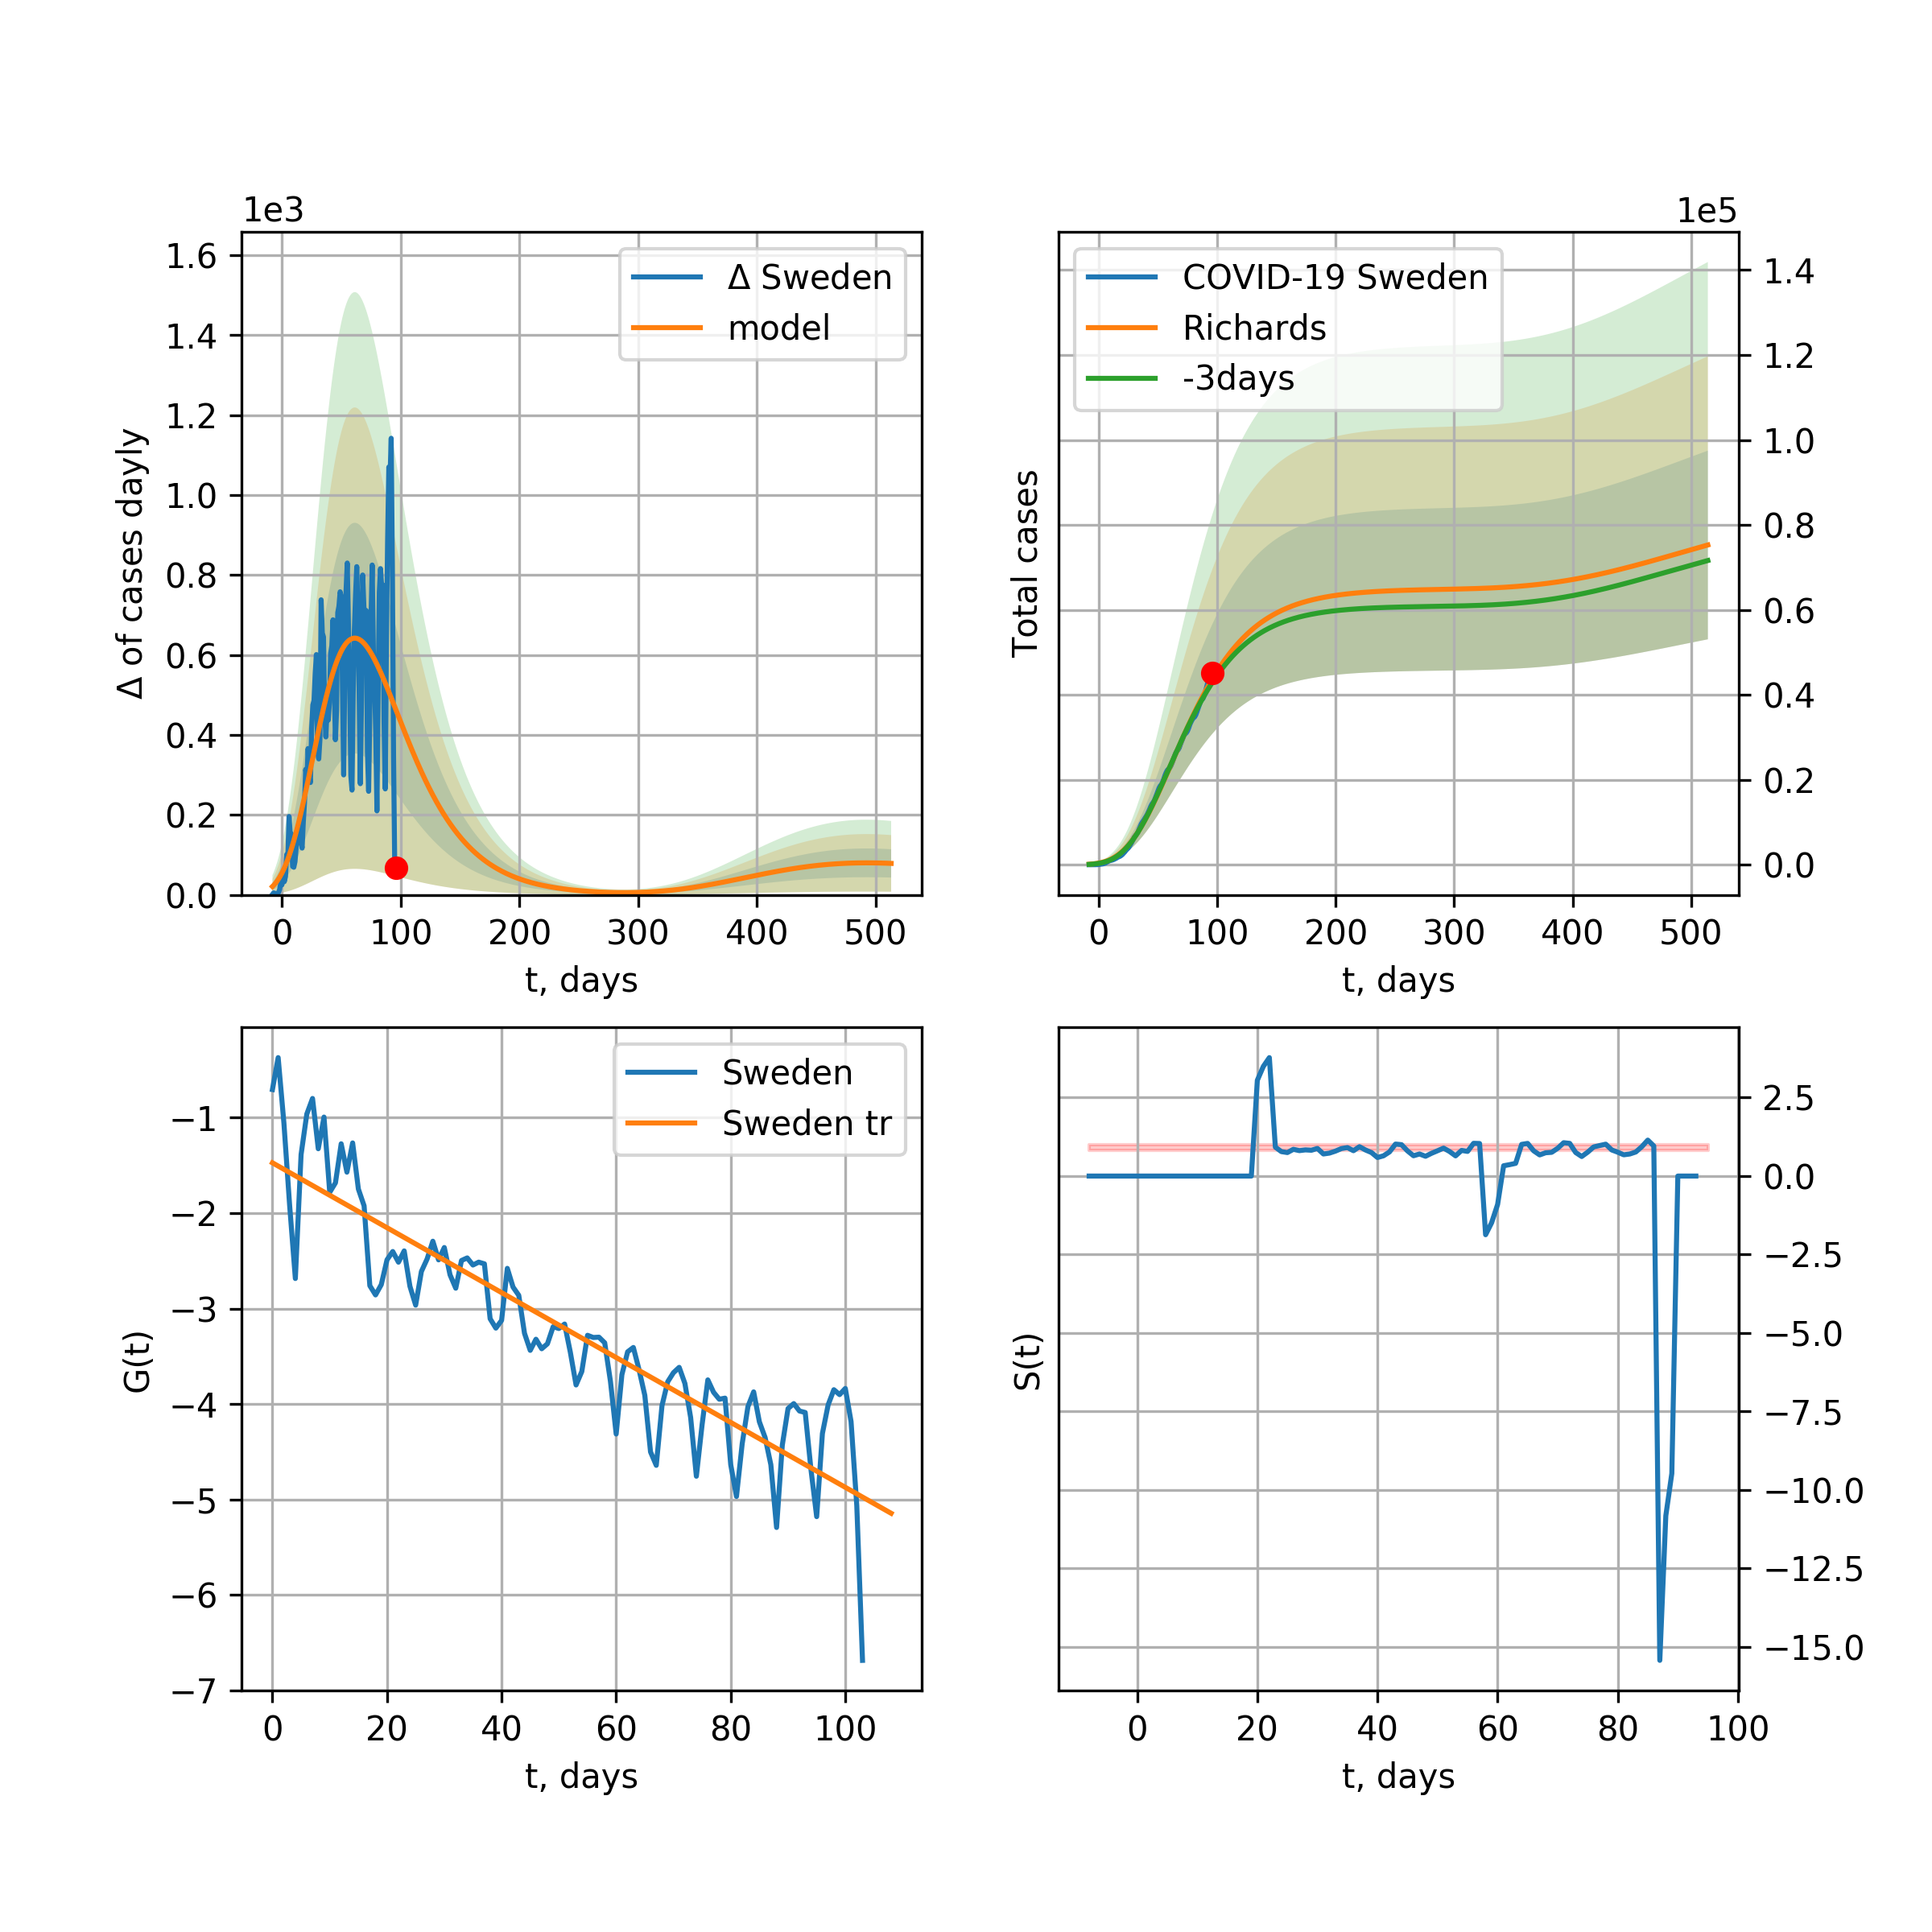 1e3
1.6
1.4
1.2
1.0
0.8
0.6
0.4
0.2
0.0
Δ of cases dayly
Δ Sweden
model
0 100 200 300 400 500
t, days
1e5
COVID-19 Sweden
Richards
-3days
Total cases
1.4
1.2
1.0
0.8
0.6
0.4
0.2
0.0
0 100 200 300 400 500
t, days
Sweden
Sweden tr
G(t)
−1
−2
−3
−4
−5
−6
−7
0 20 40 60 80 100
t, days
S(t)
2.5
0.0
−2.5
−5.0
−7.5
−10.0
−12.5
−15.0
0 20 40 60 80 100
t, days